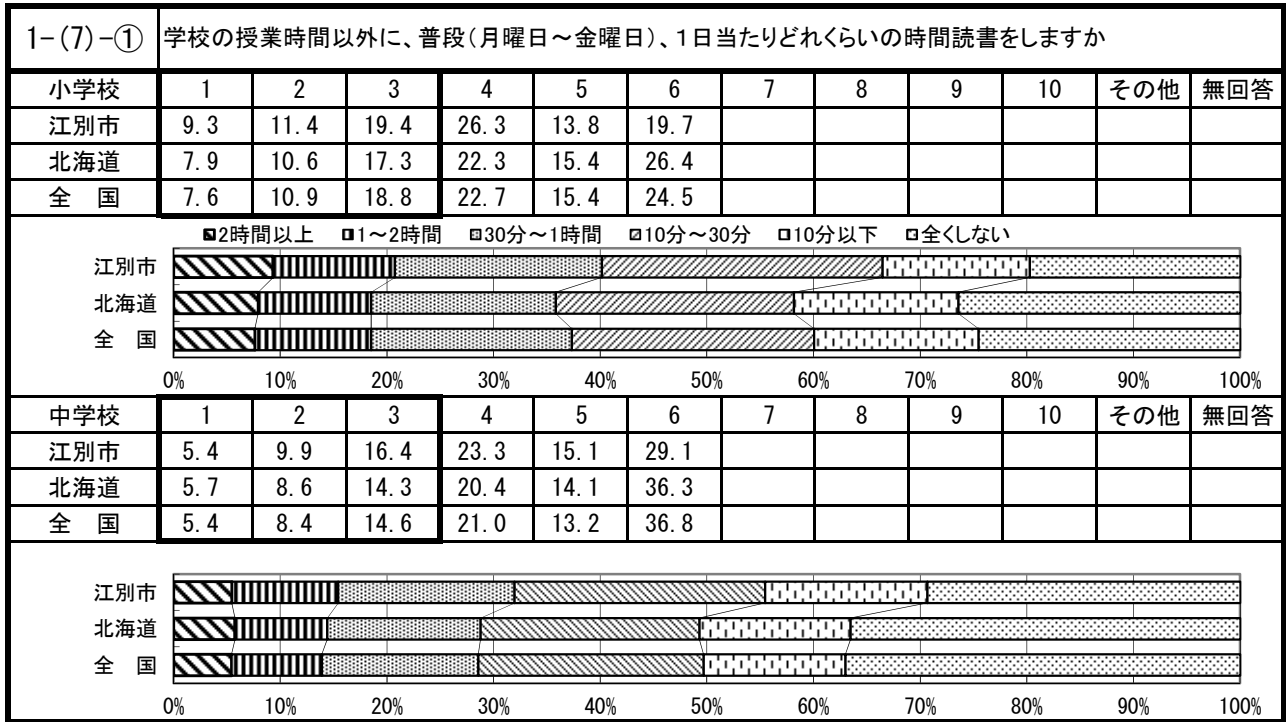 1-(7)-① 学校の授業時間以外に、普段(月曜日～金曜日)、1日当たりどれくらいの時間読書をしますか
小学校 1 2 3 4 5 6 7 8 9 10 その他 無回答
江別市 9.3 11.4 19.4 26.3 13.8 19.7
北海道 7.9 10.6 17.3 22.3 15.4 26.4
全 国 7.6 10.9 18.8 22.7 15.4 24.5
2時間以上 1～2時間 30分～1時間 10分～30分 10分以下 全くしない
江別市
北海道
全 国
0% 10% 20% 30% 40% 50% 60% 70% 80% 90% 100%
中学校 1 2 3 4 5 6 7 8 9 10 その他 無回答
江別市 5.4 9.9 16.4 23.3 15.1 29.1
北海道 5.7 8.6 14.3 20.4 14.1 36.3
全 国 5.4 8.4 14.6 21.0 13.2 36.8
江別市
北海道
全 国
0% 10% 20% 30% 40% 50% 60% 70% 80% 90% 100%